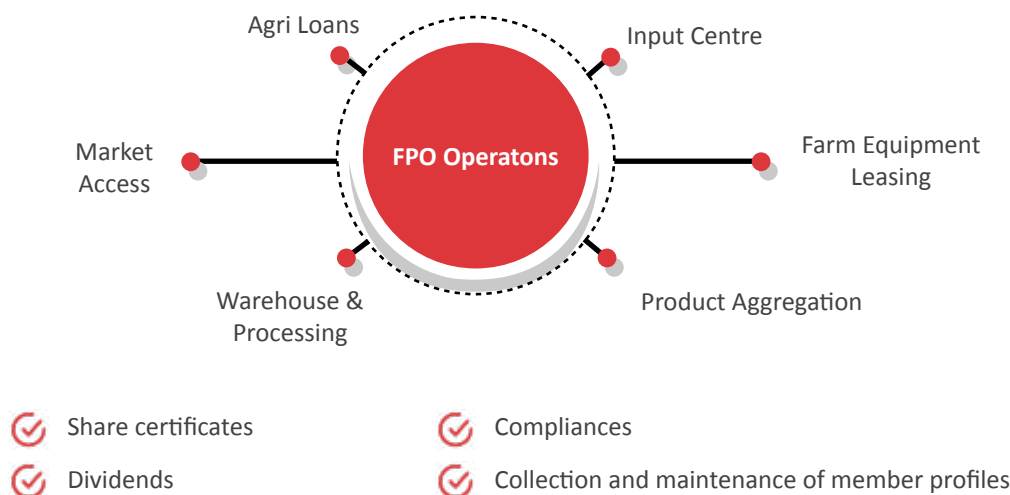 Agri Loans
Input Centre
Market
Access
FPO Operatons
Farm Equipment
Leasing
Warehouse &
Processing
Product Aggregation
Share certificates
Compliances
Dividends
Collection and maintenance of member profiles